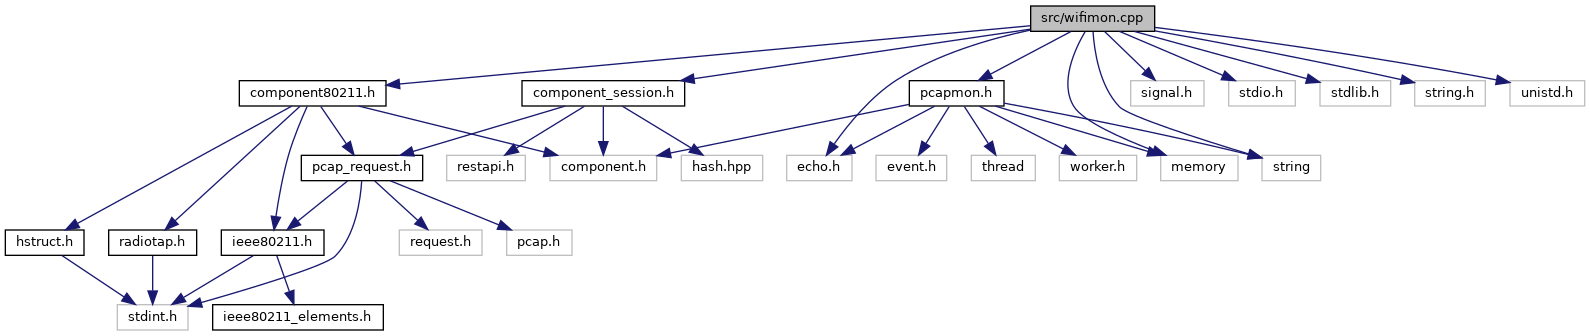 src/wifimon.cpp
component80211.h
component_session.h
pcapmon.h
signal.h
stdio.h
stdlib.h
string.h
unistd.h
pcap_request.h
restapi.h
component.h
hash.hpp
echo.h
event.h
thread
worker.h
memory
string
hstruct.h
radiotap.h
ieee80211.h
request.h
pcap.h
stdint.h
ieee80211_elements.h